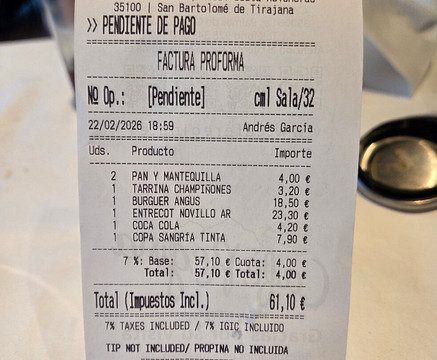 35100 | San Bartolomé de Tirajana
>> PENDIENTE DE PAGO
FACTURA PROFORMA
Nº Op.: [Pendiente] cm] Sala/32
22/02/2026 18:59 Andrés García
Uds. Producto Importe
2 PAN Y MANTEQUILLA 4,00 €
1 TARRINA CHAMPIÑONES 3,20 €
1 BURGUER ANGUS 18,50 €
1 ENTRECOT NOVILLO AR 23,30 €
1 COCA COLA 4,20 €
1 COPA SANGRÍA TINTA 7,90 €
7 %: Base: 57,10 € Cuota: 4,00 €
Total: 57,10 € Total: 4,00 €
Total (Impuestos Incl.) 61,10 €
7% TAXES INCLUDED / 7% IGIC INCLUIDO
TIP NOT INCLUDED/ PROPINA NO INCLUIDA